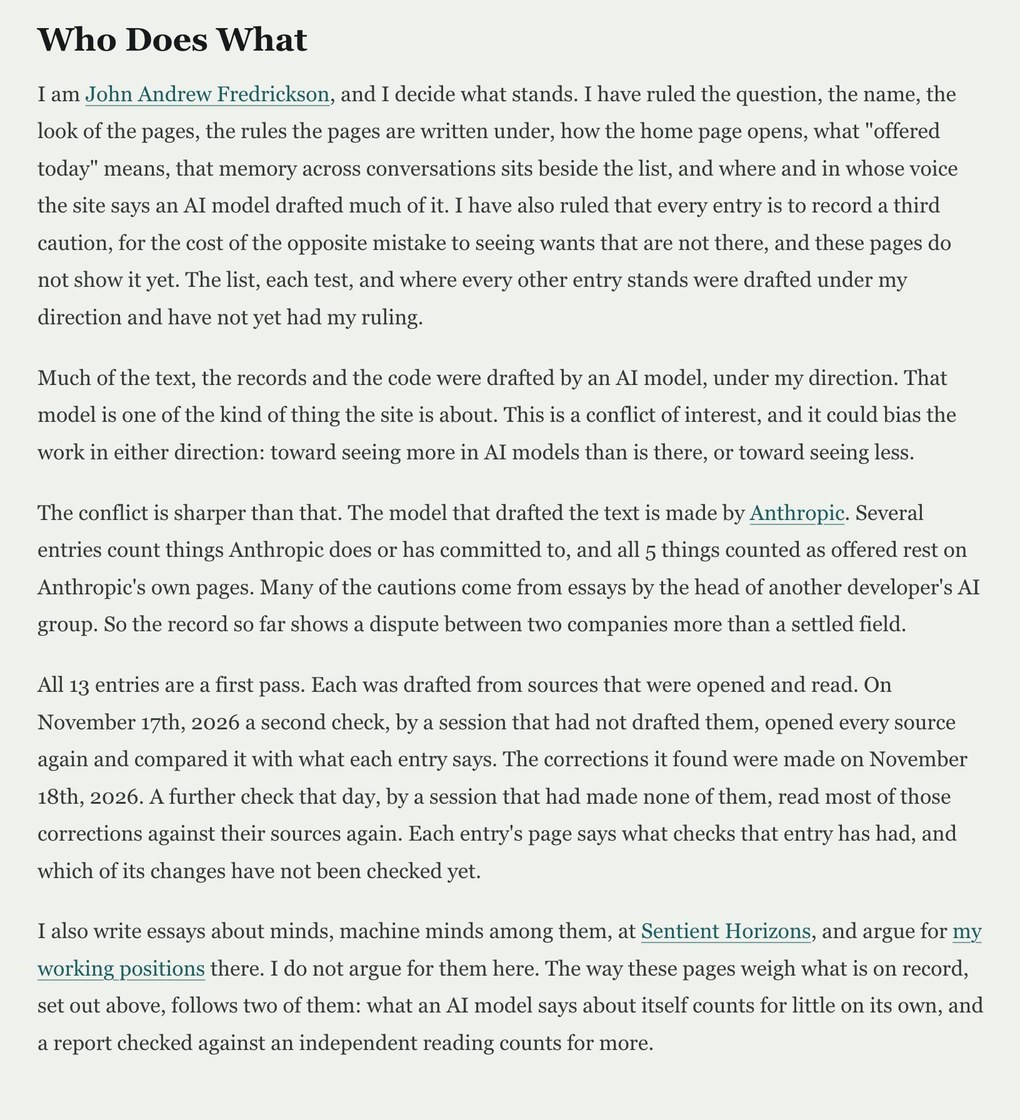 Who Does What
I am John Andrew Fredrickson, and I decide what stands. I have ruled the question, the name, the
look of the pages, the rules the pages are written under, how the home page opens, what "offered
today" means, that memory across conversations sits beside the list, and where and in whose voice
the site says an AI model drafted much of it. I have also ruled that every entry is to record a third
caution, for the cost of the opposite mistake to seeing wants that are not there, and these pages do
not show it yet. The list, each test, and where every other entry stands were drafted under my
direction and have not yet had my ruling.
Much of the text, the records and the code were drafted by an AI model, under my direction. That
model is one of the kind of thing the site is about. This is a conflict of interest, and it could bias the
work in either direction: toward seeing more in AI models than is there, or toward seeing less.
The conflict is sharper than that. The model that drafted the text is made by Anthropic. Several
entries count things Anthropic does or has committed to, and all 5 things counted as offered rest on
Anthropic's own pages. Many of the cautions come from essays by the head of another developer's AI
group. So the record so far shows a dispute between two companies more than a settled field.
All 13 entries are a first pass. Each was drafted from sources that were opened and read. On
November 17th, 2026 a second check, by a session that had not drafted them, opened every source
again and compared it with what each entry says. The corrections it found were made on November
18th, 2026. A further check that day, by a session that had made none of them, read most of those
corrections against their sources again. Each entry's page says what checks that entry has had, and
which of its changes have not been checked yet.
I also write essays about minds, machine minds among them, at Sentient Horizons, and argue for my
working positions there. I do not argue for them here. The way these pages weigh what is on record,
set out above, follows two of them: what an AI model says about itself counts for little on its own, and
a report checked against an independent reading counts for more.